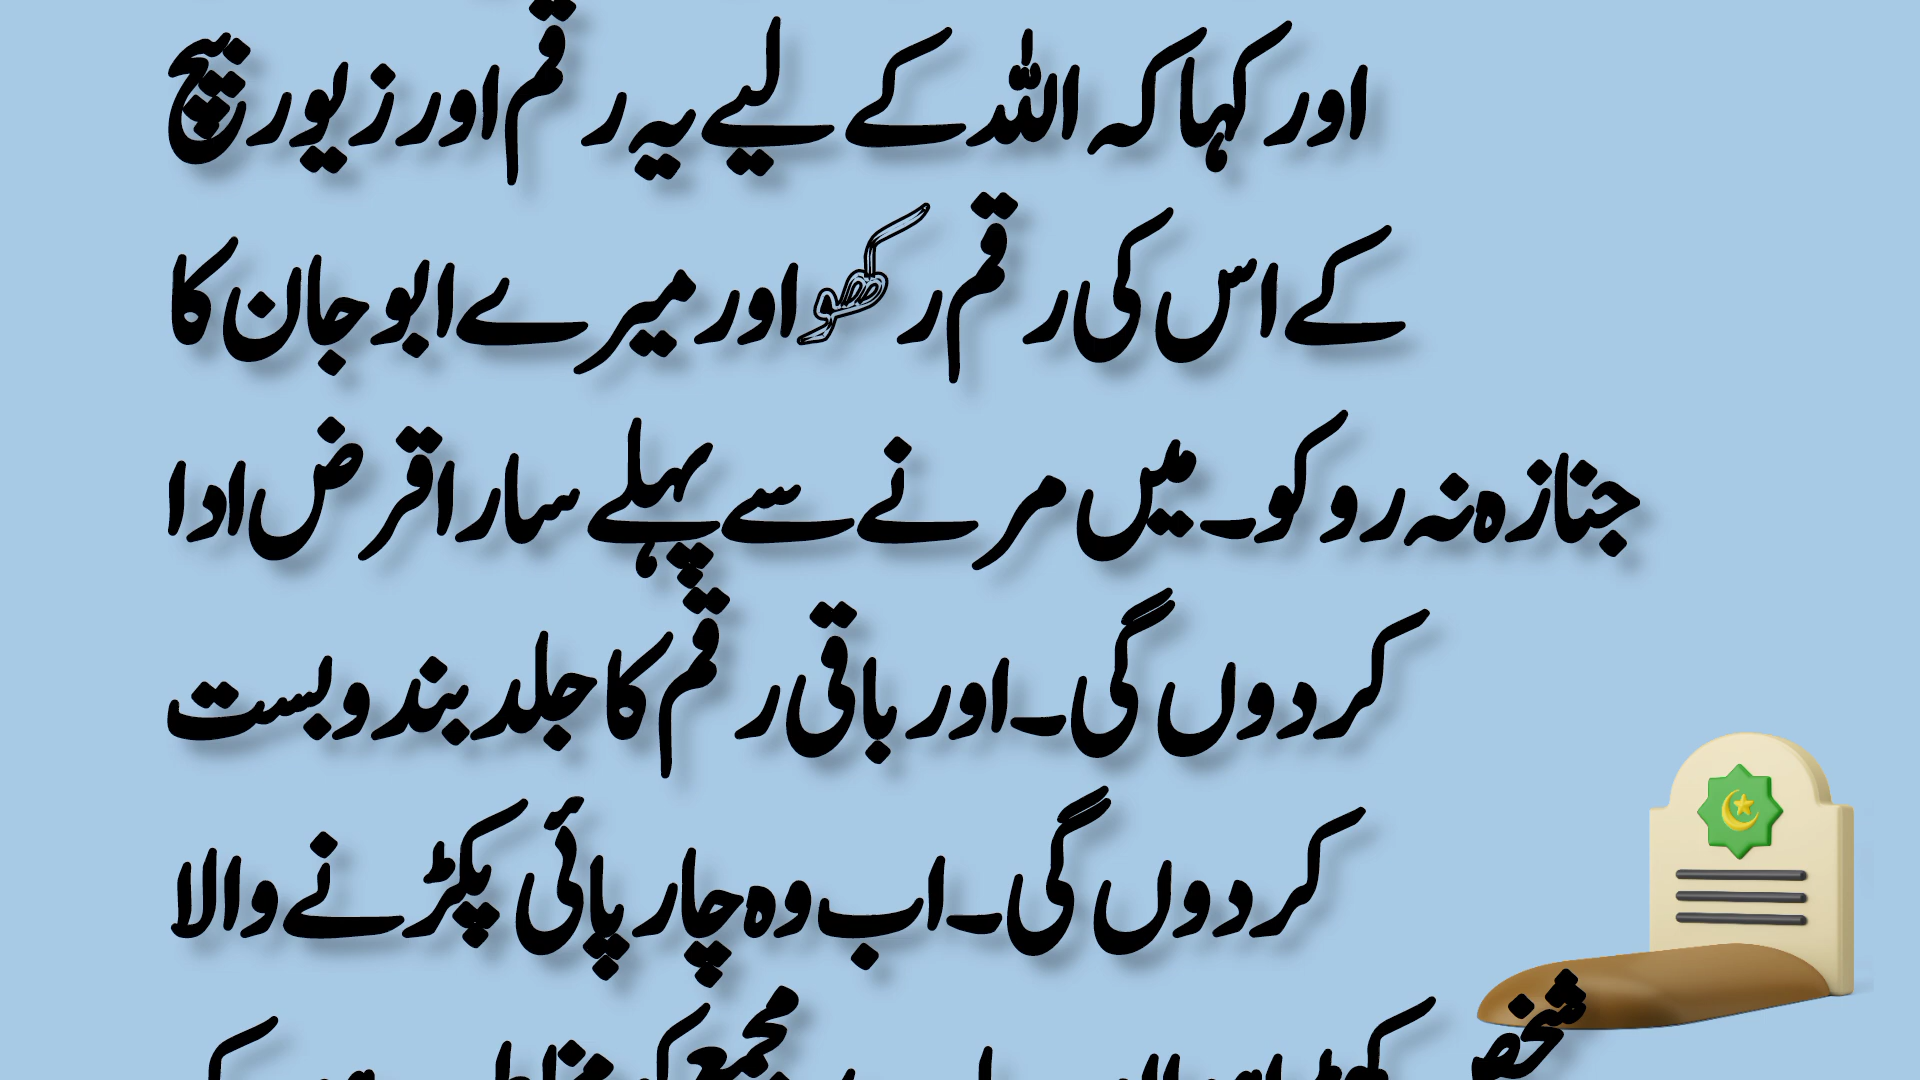 اور کہا کہ اللہ کے لیے یہ رقم اور زیور بیچ
کے اس کی رقم رکھو اور میرے ابو جان کا
جنازہ نہ روکو۔ میں مرنے سے پہلے سارا قرض ادا
کردوں گی۔ اور باقی رقم کا جلد بندوبست
کردوں گی۔ اب وہ چارپائی پکڑنے والا
شخص